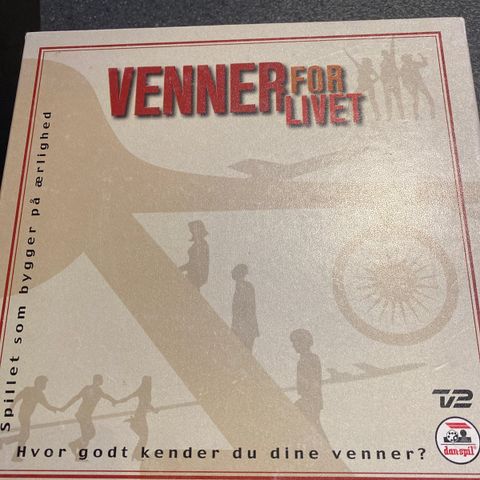 VENNER FOR
LIVET
Spillet som bygger på ærlighed
TV2
danspil
Hvor godt kender du dine venner?